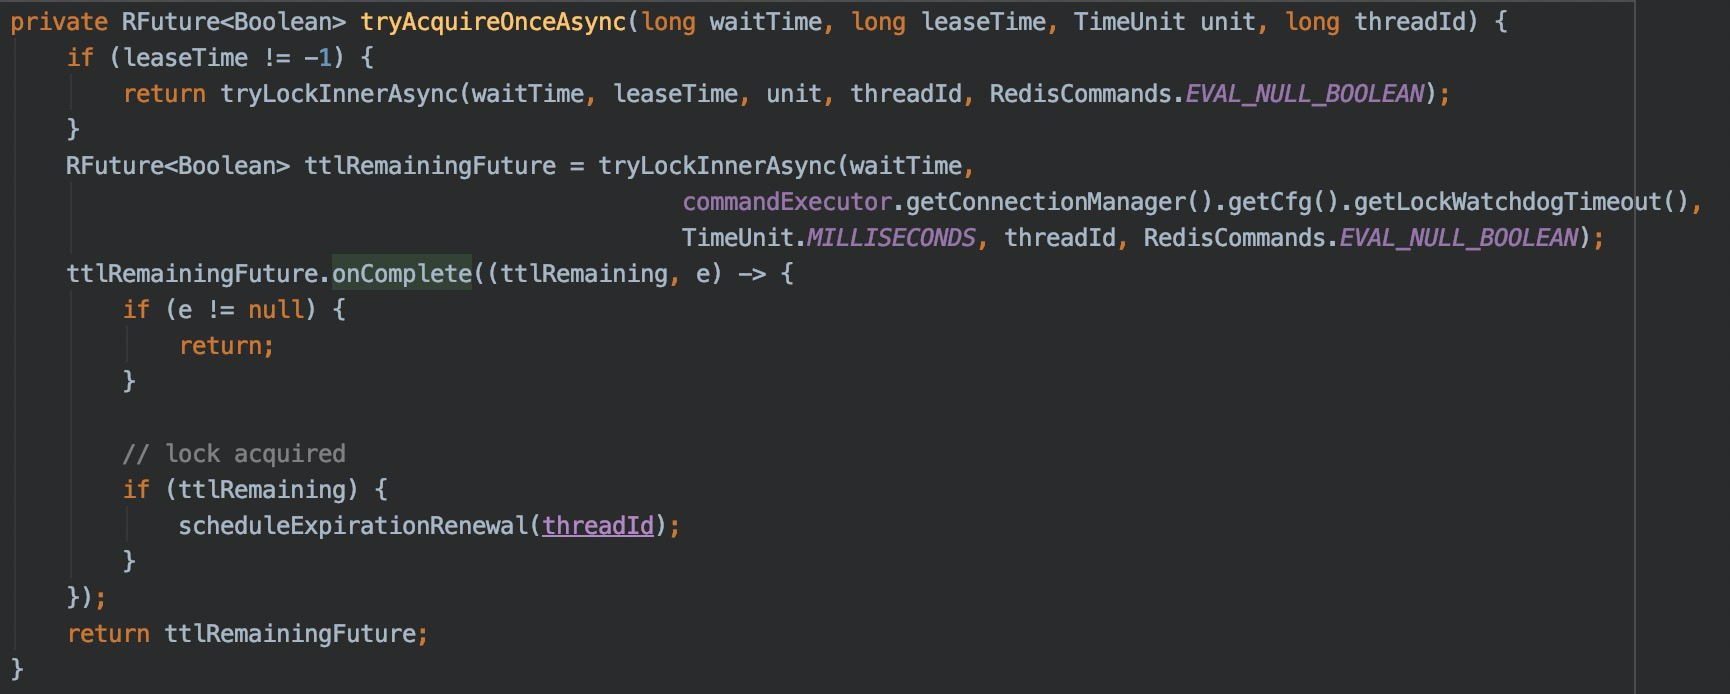 private RFuture<Boolean> tryAcquireOnceAsync(long waitTime, long leaseTime, TimeUnit unit, long threadId) {
if (leaseTime != -1) {
return tryLockInnerAsync(waitTime, leaseTime, unit, threadId, RedisCommands.EVAL_NULL_BOOLEAN);
}
RFuture<Boolean> ttlRemainingFuture = tryLockInnerAsync(waitTime,
commandExecutor.getConnectionManager().getCfg().getLockWatchdogTimeout(),
TimeUnit.MILLISECONDS, threadId, RedisCommands.EVAL_NULL_BOOLEAN);
ttlRemainingFuture.onComplete((ttlRemaining, e) -> {
if (e != null) {
return;
}
// lock acquired
if (ttlRemaining) {
scheduleExpirationRenewal(threadId);
}
});
return ttlRemainingFuture;
}